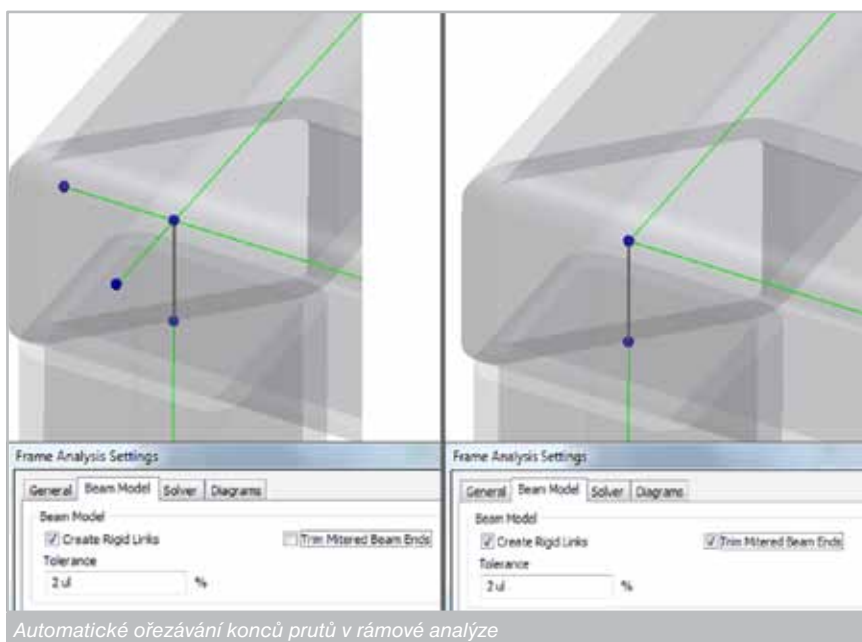 Frame Analysis Settings
General Beam Model Solver Diagrams
Beam Model
Create Rigid Links Trim Mitered Beam Ends
Tolerance
2 ul %
Frame Analysis Settings
General Beam Model Solver Diagrams
Beam Model
Create Rigid Links Trim Mitered Beam Ends
Tolerance
2 ul %
Automatické ořezávání konců prutů v rámové analýze